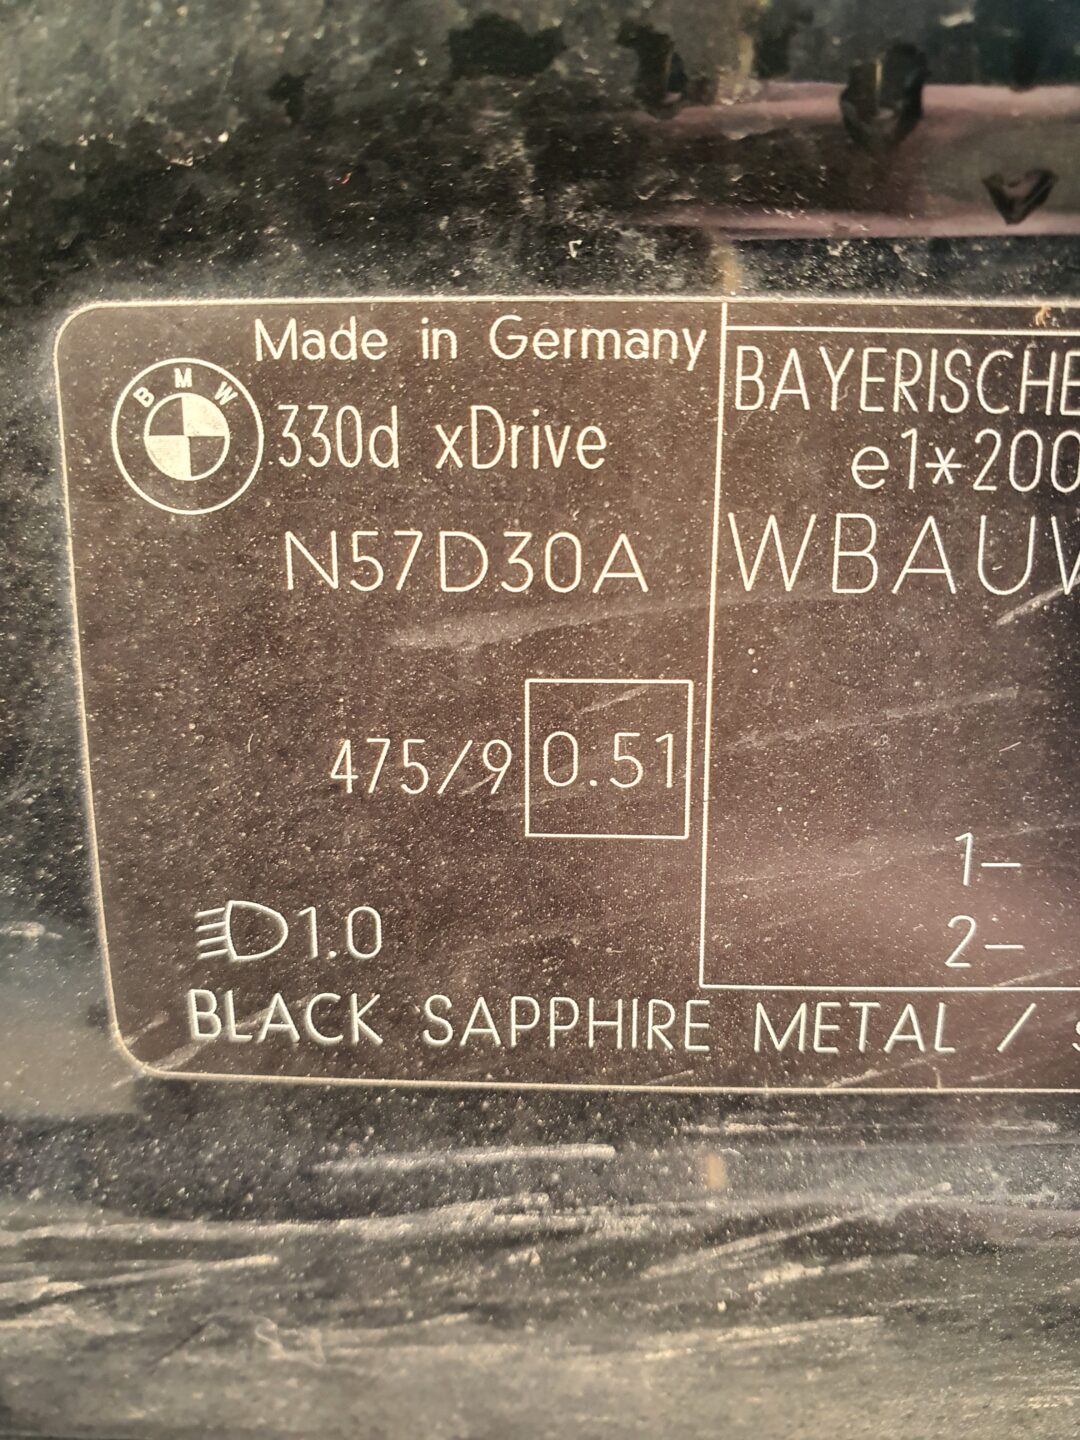 Made in Germany
BMW
330d xDrive
N57D30A
475/9 0.51
1.0
BLACK SAPPHIRE METAL /
BAYERISCHE
e1*200
WBAU
1-
2-